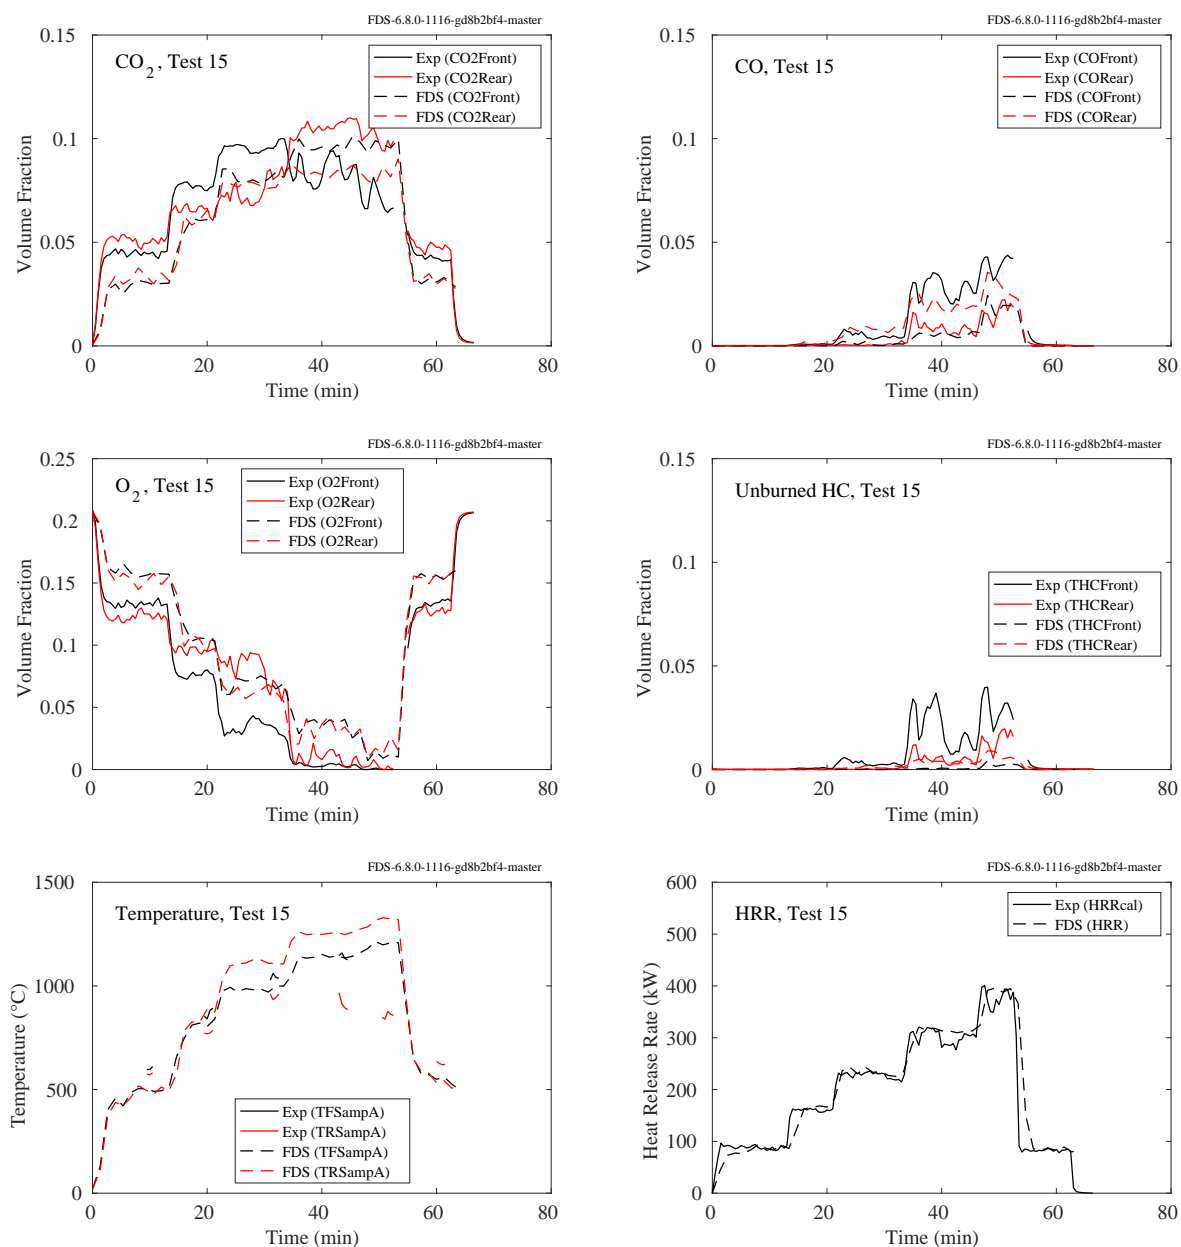 FDS-6.8.0-1116-gd8b2bf4-master
CO2, Test 15
Exp (CO2Front)
Exp (CO2Rear)
FDS (CO2Front)
FDS (CO2Rear)
0.15
0.1
0.05
0
Volume Fraction
0 20 40 60 80
Time (min)
FDS-6.8.0-1116-gd8b2bf4-master
CO, Test 15
Exp (COFront)
Exp (CORear)
FDS (COFront)
FDS (CORear)
0.15
0.1
0.05
0
Volume Fraction
0 20 40 60 80
Time (min)
FDS-6.8.0-1116-gd8b2bf4-master
O2, Test 15
Exp (O2Front)
Exp (O2Rear)
FDS (O2Front)
FDS (O2Rear)
0.25
0.2
0.15
0.1
0.05
0
Volume Fraction
0 20 40 60 80
Time (min)
FDS-6.8.0-1116-gd8b2bf4-master
Unburned HC, Test 15
Exp (THCFront)
Exp (THCRear)
FDS (THCFront)
FDS (THCRear)
0.15
0.1
0.05
0
Volume Fraction
0 20 40 60 80
Time (min)
FDS-6.8.0-1116-gd8b2bf4-master
Temperature, Test 15
Exp (TFSampA)
Exp (TRSampA)
FDS (TFSampA)
FDS (TRSampA)
1500
1000
500
0
Temperature (°C)
0 20 40 60 80
Time (min)
FDS-6.8.0-1116-gd8b2bf4-master
HRR, Test 15
Exp (HRRcal)
FDS (HRR)
600
500
400
300
200
100
0
Heat Release Rate (kW)
0 20 40 60 80
Time (min)